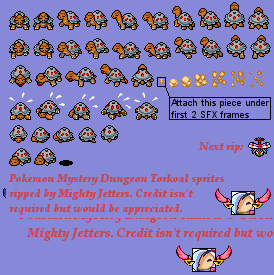 Attach this piece under
first 2 SFX frames
Next rip:
Pokemon Mystery Dungeon Torkoal sprites
ripped by Mighty Jetters. Credit isn't
required but would be appreciated.
Mighty Jetters. Credit isn't required but wo